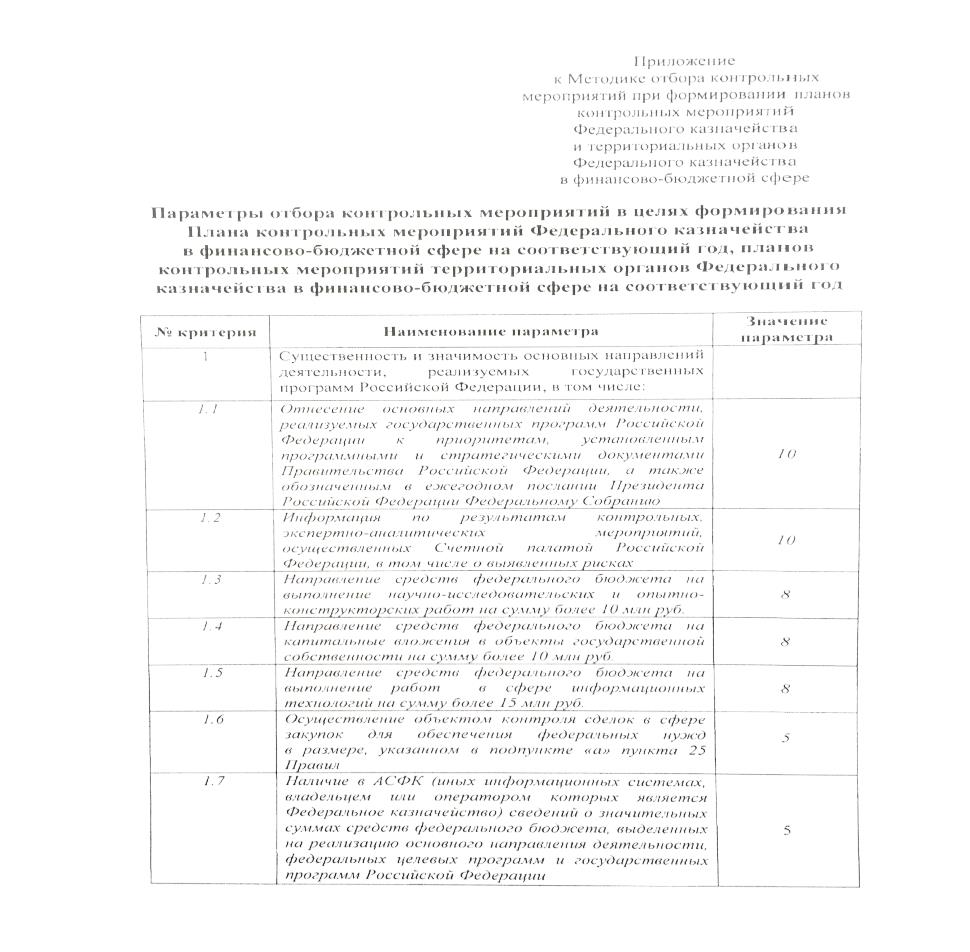 Приложение
к Методике отбора контрольных
мероприятий при формировании планов
контрольных мероприятий
Федерального казначейства
и территориальных органов
Федерального казначейства
в финансово-бюджетной сфере
Параметры отбора контрольных мероприятий в целях формирования
Плана контрольных мероприятий Федерального казначейства
в финансово-бюджетной сфере на соответствующий год, планов
контрольных мероприятий территориальных органов Федерального
казначейства в финансово-бюджетной сфере на соответствующий год
№ критерия
Наименование параметра
Значение
параметра
1
Существенность и значимость основных направлений
деятельности, реализуемых государственных
программ Российской Федерации, в том числе:
1.1
Отнесение основных направлений деятельности,
реализуемых государственных программ Российской
Федерации к приоритетам, установленным
программными и стратегическими документами
Правительства Российской Федерации, а также
обозначенным в ежегодном послании Президента
Российской Федерации Федеральному Собранию
10
1.2
Информация по результатам контрольных,
экспертно-аналитических мероприятий,
осуществленных Счетной палатой Российской
Федерации, в том числе о выявленных рисках
10
1.3
Направление средств федерального бюджета на
выполнение научно-исследовательских и опытно-
конструкторских работ на сумму более 10 млн руб.
8
1.4
Направление средств федерального бюджета на
капитальные вложения в объекты государственной
собственности на сумму более 10 млн руб.
8
1.5
Направление средств федерального бюджета на
выполнение работ в сфере информационных
технологий на сумму более 15 млн руб.
8
1.6
Осуществление объектом контроля сделок в сфере
закупок для обеспечения федеральных нужд
в размере, указанном в подпункте «а» пункта 25
Правил
5
1.7
Наличие в АСФК (иных информационных системах,
владельцем или оператором которых является
Федеральное казначейство) сведений о значительных
суммах средств федерального бюджета, выделенных
на реализацию основного направления деятельности,
федеральных целевых программ и государственных
программ Российской Федерации
5